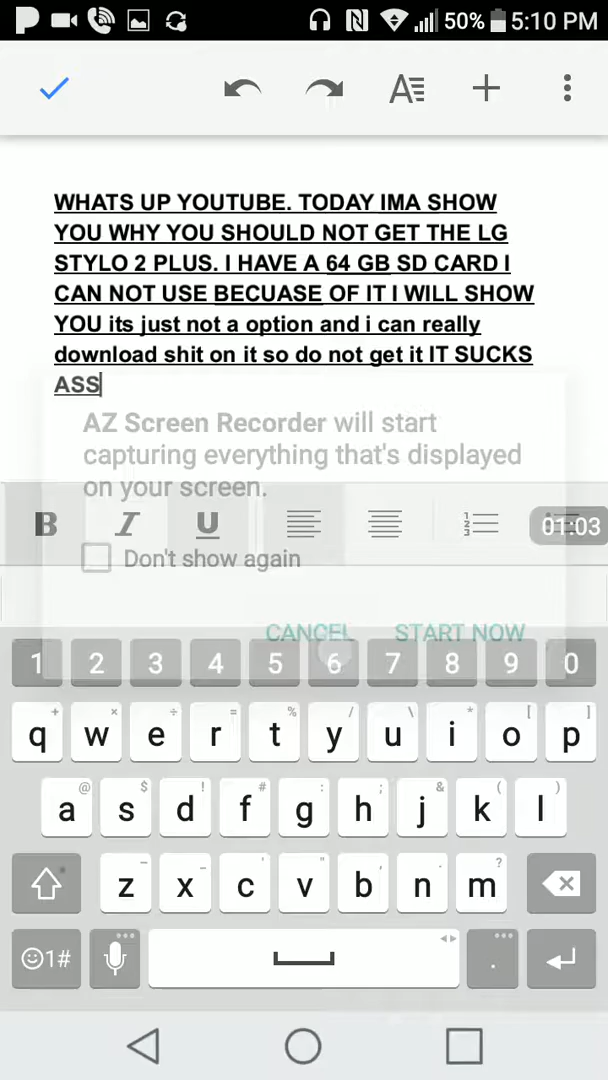 50% 5:10 PM
WHATS UP YOUTUBE. TODAY IMA SHOW
YOU WHY YOU SHOULD NOT GET THE LG
STYLO 2 PLUS. I HAVE A 64 GB SD CARD I
CAN NOT USE BECUASE OF IT I WILL SHOW
YOU its just not a option and i can really
download shit on it so do not get it IT SUCKS
ASS
AZ Screen Recorder will start
capturing everything that's displayed
on your screen.
B I U 01:03
Don't show again
CANCEL START NOW
1 2 3 4 5 6 7 8 9 0
q w e r t y u i o p
a s d f g h j k l
z x c v b n m
1# .